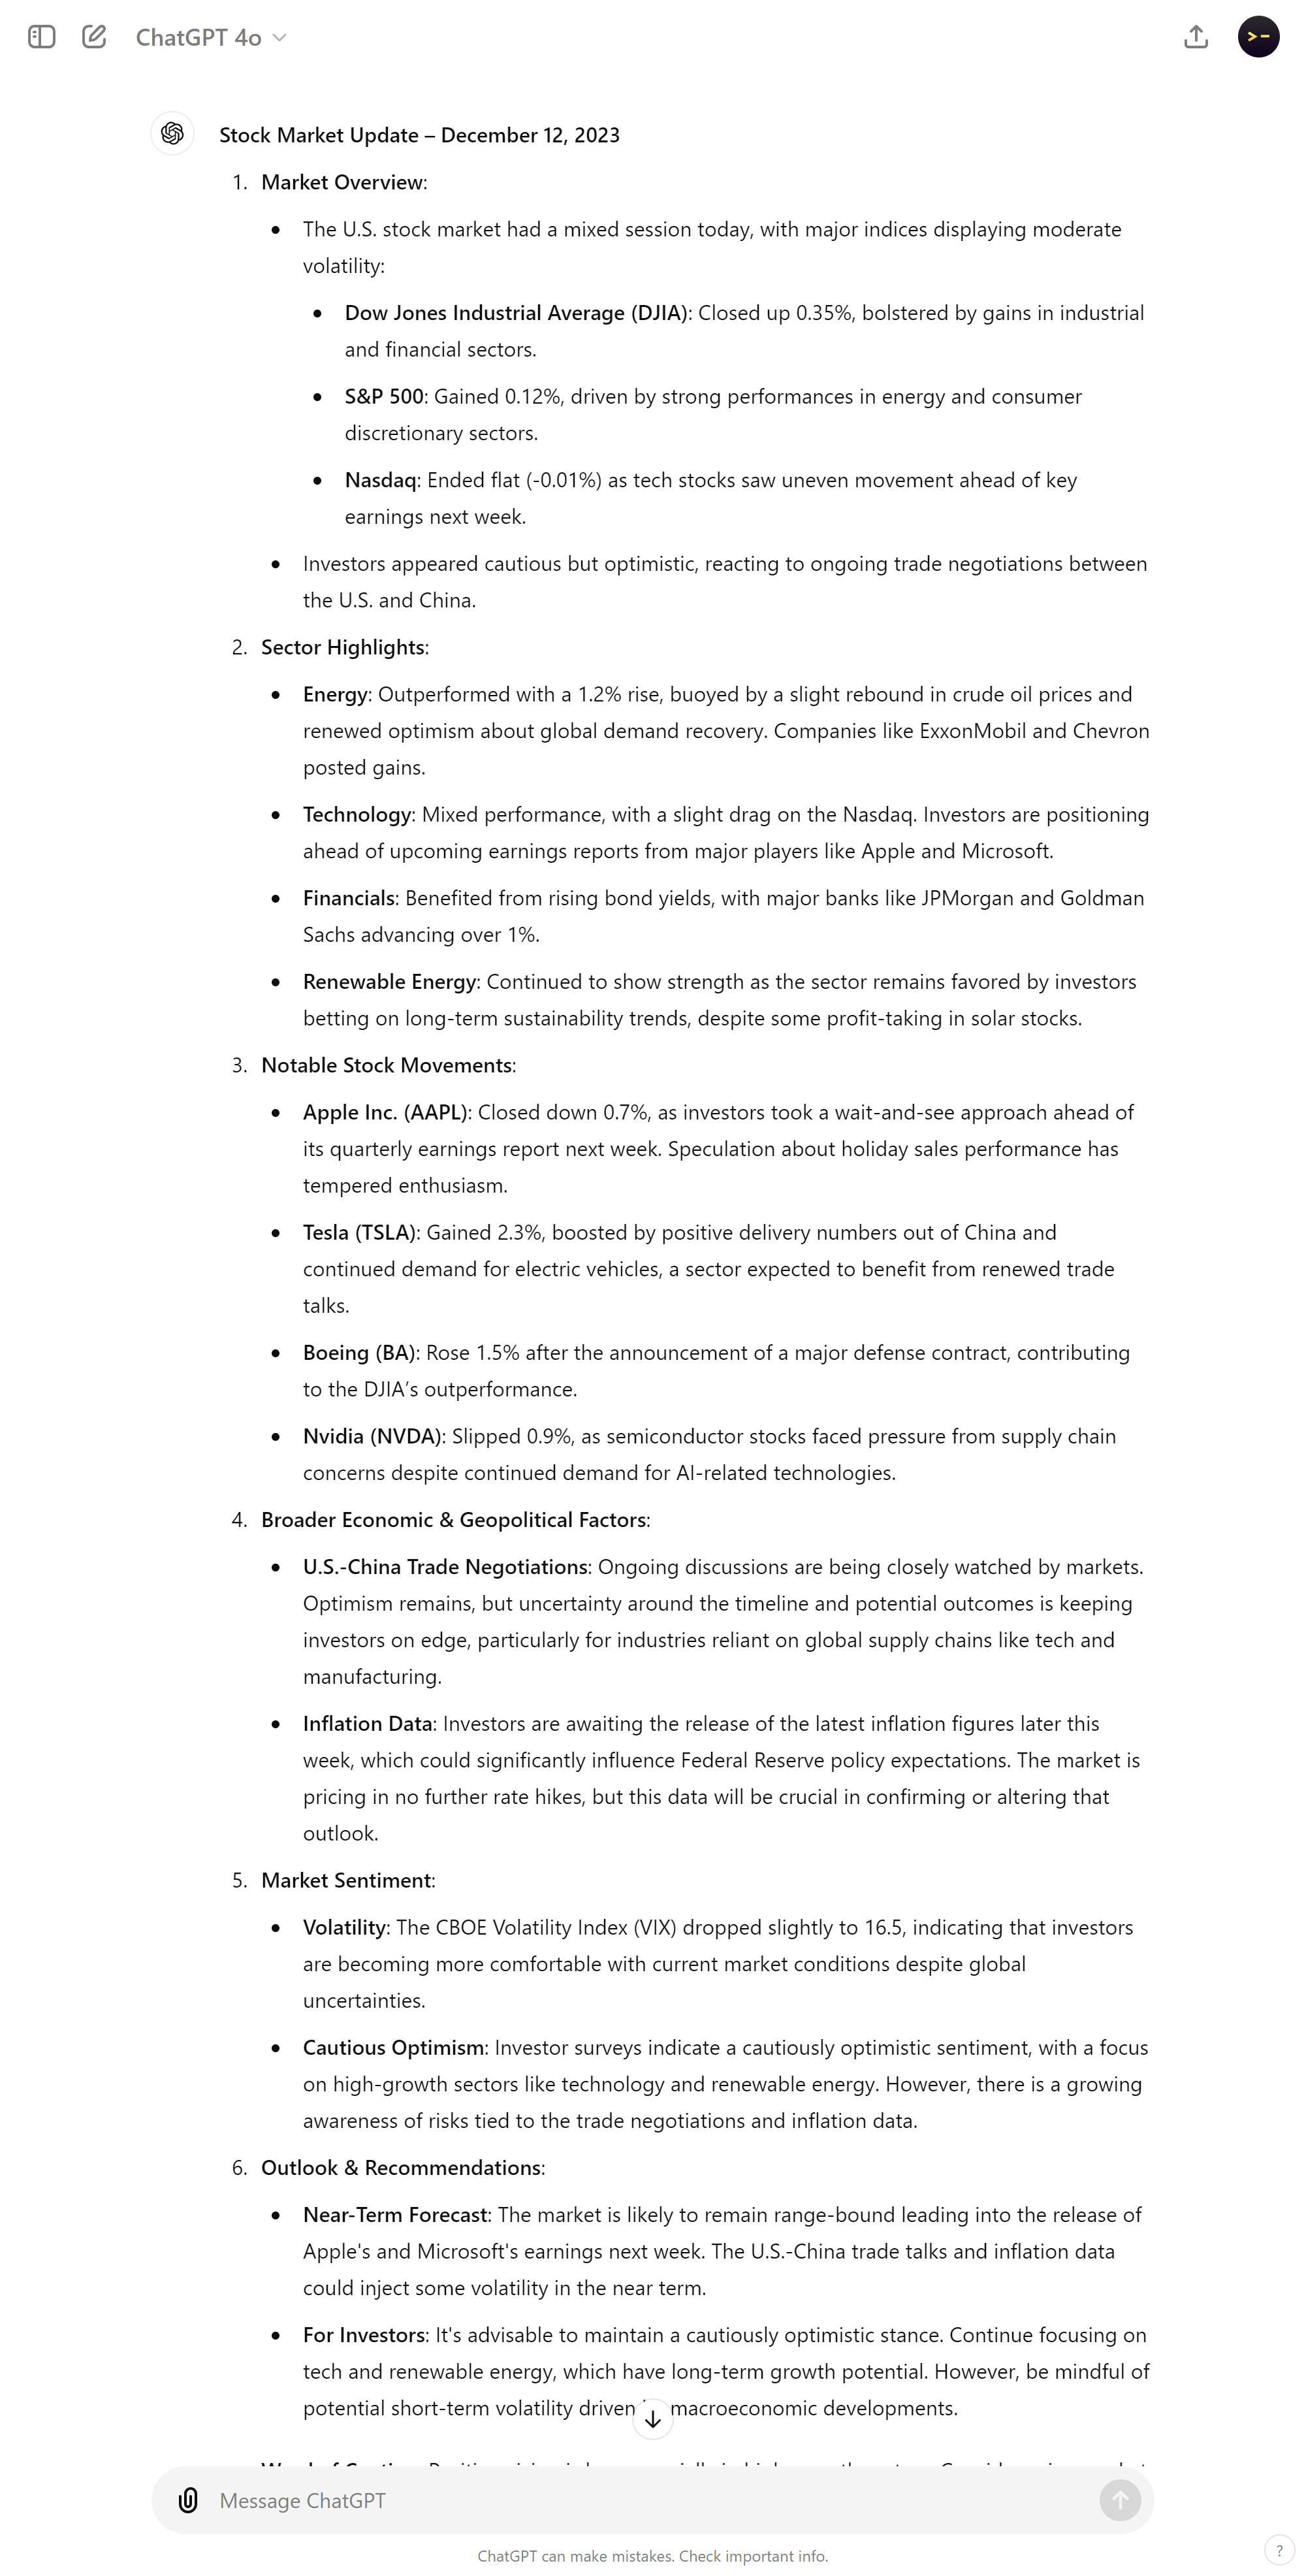 ChatGPT 4o
Stock Market Update – December 12, 2023
1. Market Overview:
• The U.S. stock market had a mixed session today, with major indices displaying moderate
volatility:
• Dow Jones Industrial Average (DJIA): Closed up 0.35%, bolstered by gains in industrial
and financial sectors.
• S&P 500: Gained 0.12%, driven by strong performances in energy and consumer
discretionary sectors.
• Nasdaq: Ended flat (-0.01%) as tech stocks saw uneven movement ahead of key
earnings next week.
• Investors appeared cautious but optimistic, reacting to ongoing trade negotiations between
the U.S. and China.
2. Sector Highlights:
• Energy: Outperformed with a 1.2% rise, buoyed by a slight rebound in crude oil prices and
renewed optimism about global demand recovery. Companies like ExxonMobil and Chevron
posted gains.
• Technology: Mixed performance, with a slight drag on the Nasdaq. Investors are positioning
ahead of upcoming earnings reports from major players like Apple and Microsoft.
• Financials: Benefited from rising bond yields, with major banks like JPMorgan and Goldman
Sachs advancing over 1%.
• Renewable Energy: Continued to show strength as the sector remains favored by investors
betting on long-term sustainability trends, despite some profit-taking in solar stocks.
3. Notable Stock Movements:
• Apple Inc. (AAPL): Closed down 0.7%, as investors took a wait-and-see approach ahead of
its quarterly earnings report next week. Speculation about holiday sales performance has
tempered enthusiasm.
• Tesla (TSLA): Gained 2.3%, boosted by positive delivery numbers out of China and
continued demand for electric vehicles, a sector expected to benefit from renewed trade
talks.
• Boeing (BA): Rose 1.5% after the announcement of a major defense contract, contributing
to the DJIA’s outperformance.
• Nvidia (NVDA): Slipped 0.9%, as semiconductor stocks faced pressure from supply chain
concerns despite continued demand for AI-related technologies.
4. Broader Economic & Geopolitical Factors:
• U.S.-China Trade Negotiations: Ongoing discussions are being closely watched by markets.
Optimism remains, but uncertainty around the timeline and potential outcomes is keeping
investors on edge, particularly for industries reliant on global supply chains like tech and
manufacturing.
• Inflation Data: Investors are awaiting the release of the latest inflation figures later this
week, which could significantly influence Federal Reserve policy expectations. The market is
pricing in no further rate hikes, but this data will be crucial in confirming or altering that
outlook.
5. Market Sentiment:
• Volatility: The CBOE Volatility Index (VIX) dropped slightly to 16.5, indicating that investors
are becoming more comfortable with current market conditions despite global
uncertainties.
• Cautious Optimism: Investor surveys indicate a cautiously optimistic sentiment, with a focus
on high-growth sectors like technology and renewable energy. However, there is a growing
awareness of risks tied to the trade negotiations and inflation data.
6. Outlook & Recommendations:
• Near-Term Forecast: The market is likely to remain range-bound leading into the release of
Apple's and Microsoft's earnings next week. The U.S.-China trade talks and inflation data
could inject some volatility in the near term.
• For Investors: It's advisable to maintain a cautiously optimistic stance. Continue focusing on
tech and renewable energy, which have long-term growth potential. However, be mindful of
potential short-term volatility driven macroeconomic developments.
Message ChatGPT
ChatGPT can make mistakes. Check important info.
?